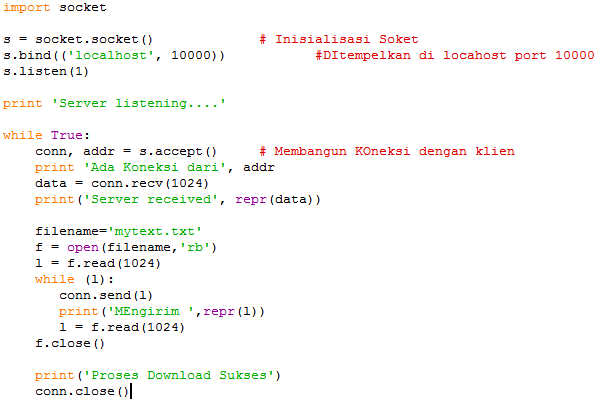 import socket
s = socket.socket() # Inisialisasi Soket
s.bind(('localhost', 10000)) #DItempelkan di locahost port 10000
s.listen(1)
print 'Server listening....'
while True:
conn, addr = s.accept() # Membangun KOneksi dengan klien
print 'Ada Koneksi dari', addr
data = conn.recv(1024)
print('Server received', repr(data))
filename='mytext.txt'
f = open(filename,'rb')
l = f.read(1024)
while (l):
conn.send(l)
print('MEngirim ',repr(l))
l = f.read(1024)
f.close()
print('Proses Download Sukses')
conn.close()